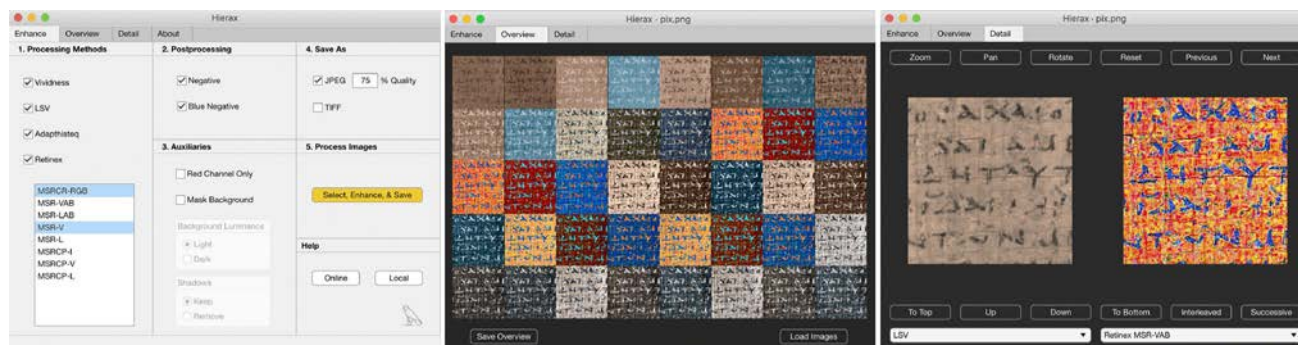 Hierax
Enhance Overview Detail About
1. Processing Methods
Vividness
LSV
Adapthisteq
Retinex
MSRCR-RGB
MSR-VAB
MSR-LAB
MSR-V
MSR-L
MSRCP-I
MSRCP-V
MSRCP-L
2. Postprocessing
Negative
Blue Negative
3. Auxiliaries
Red Channel Only
Mask Background
Background Luminance
Light
Dark
Shadows
Keep
Remove
4. Save As
JPEG 75 % Quality
TIFF
5. Process Images
Select, Enhance, & Save
Help
Online Local
Hierax - pix.png
Enhance Overview Detail
Save Overview Load Images
Hierax - pix.png
Enhance Overview Detail
Zoom Pan Rotate Reset Previous Next
To Top Up Down To Bottom Interleaved Successive
LSV Retinex MSR-VAB